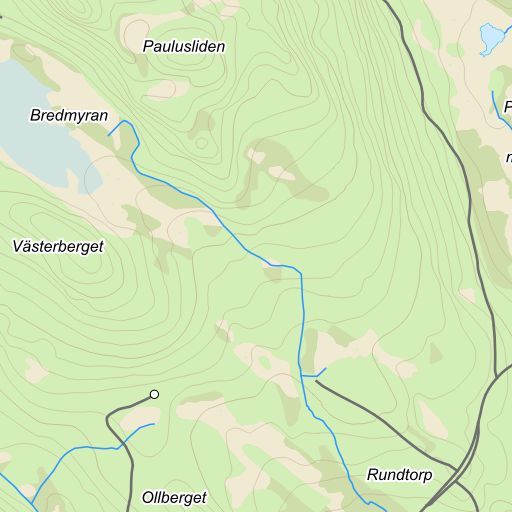 Paulusliden
Bredmyran
P
n
Västerberget
Rundtorp
Ollberget